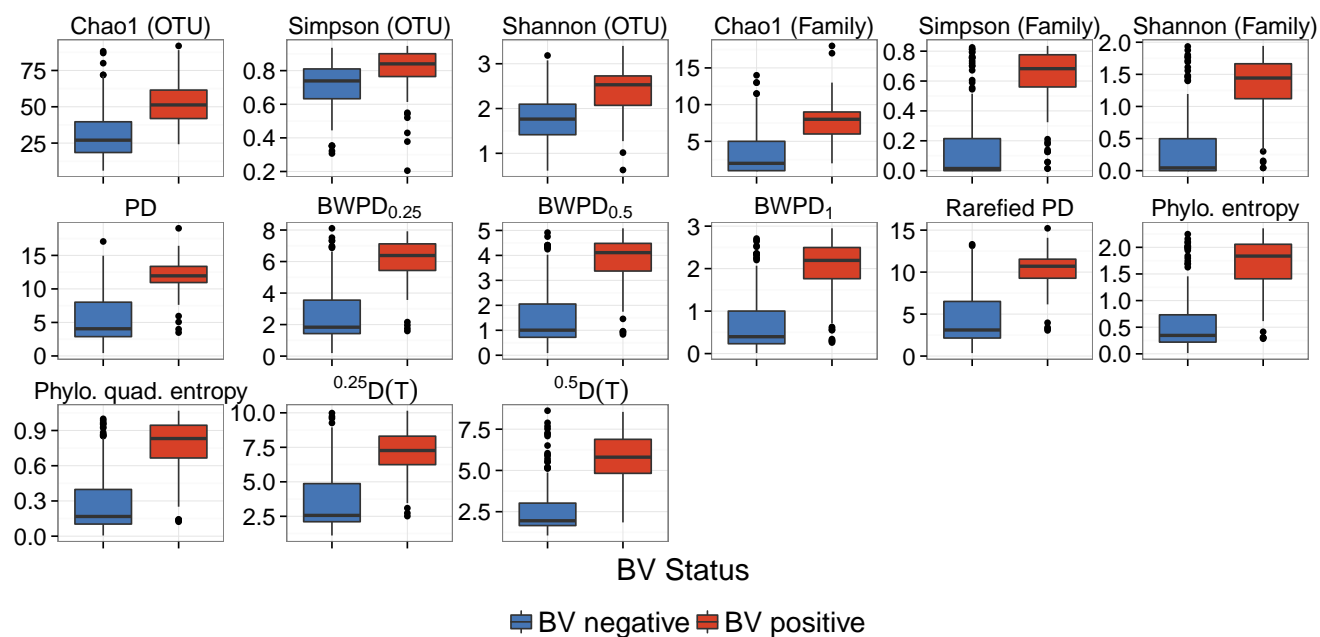 Chao1 (OTU) Simpson (OTU) Shannon (OTU) Chao1 (Family) Simpson (Family) Shannon (Family)
75 50 25
0.8 0.6 0.4 0.2
3 2 1
15 10 5
0.8 0.6 0.4 0.2 0.0
2.0 1.5 1.0 0.5 0.0
PD BWPD0.25 BWPD0.5 BWPD1 Rarefied PD Phylo. entropy
15 10 5 0
8 6 4 2 0
5 4 3 2 1 0
3 2 1 0
15 10 5 0
2.0 1.5 1.0 0.5 0.0
Phylo. quad. entropy 0.25D(T) 0.5D(T)
0.9 0.6 0.3 0.0
10.0 7.5 5.0 2.5
7.5 5.0 2.5
BV Status
BV negative BV positive